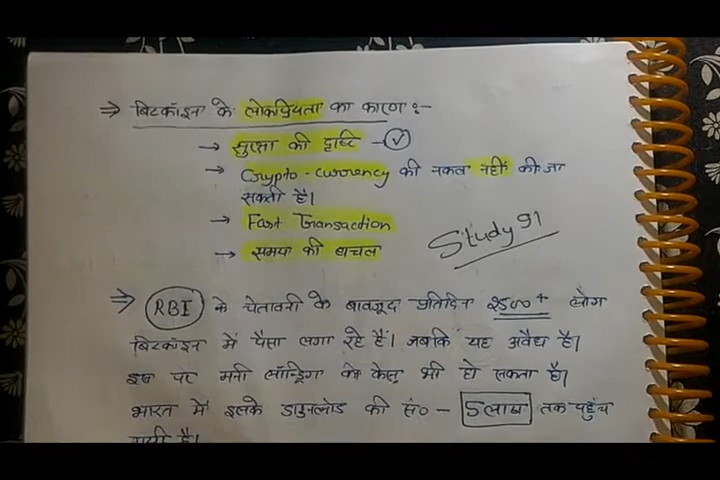 ⇒ बिटकॉइन के लोकप्रियता का कारण :-
→ सुरक्षा की दृष्टि - ✓
→ Crypto-currency की नकल नहीं की जा
सकती है।
→ Fast Transaction
→ समय की बचत
Study 91
⇒ RBI के चेतावनी के बावजूद प्रतिदिन 2500+ लोग
बिटकॉइन में पैसा लगा रहे हैं। जबकि यह अवैध है।
इस पर मनी लॉन्ड्रिंग का केस भी हो सकता है।
भारत में इसके डाउनलोड की सं० - 5 लाख तक पहुंच
गयी है।